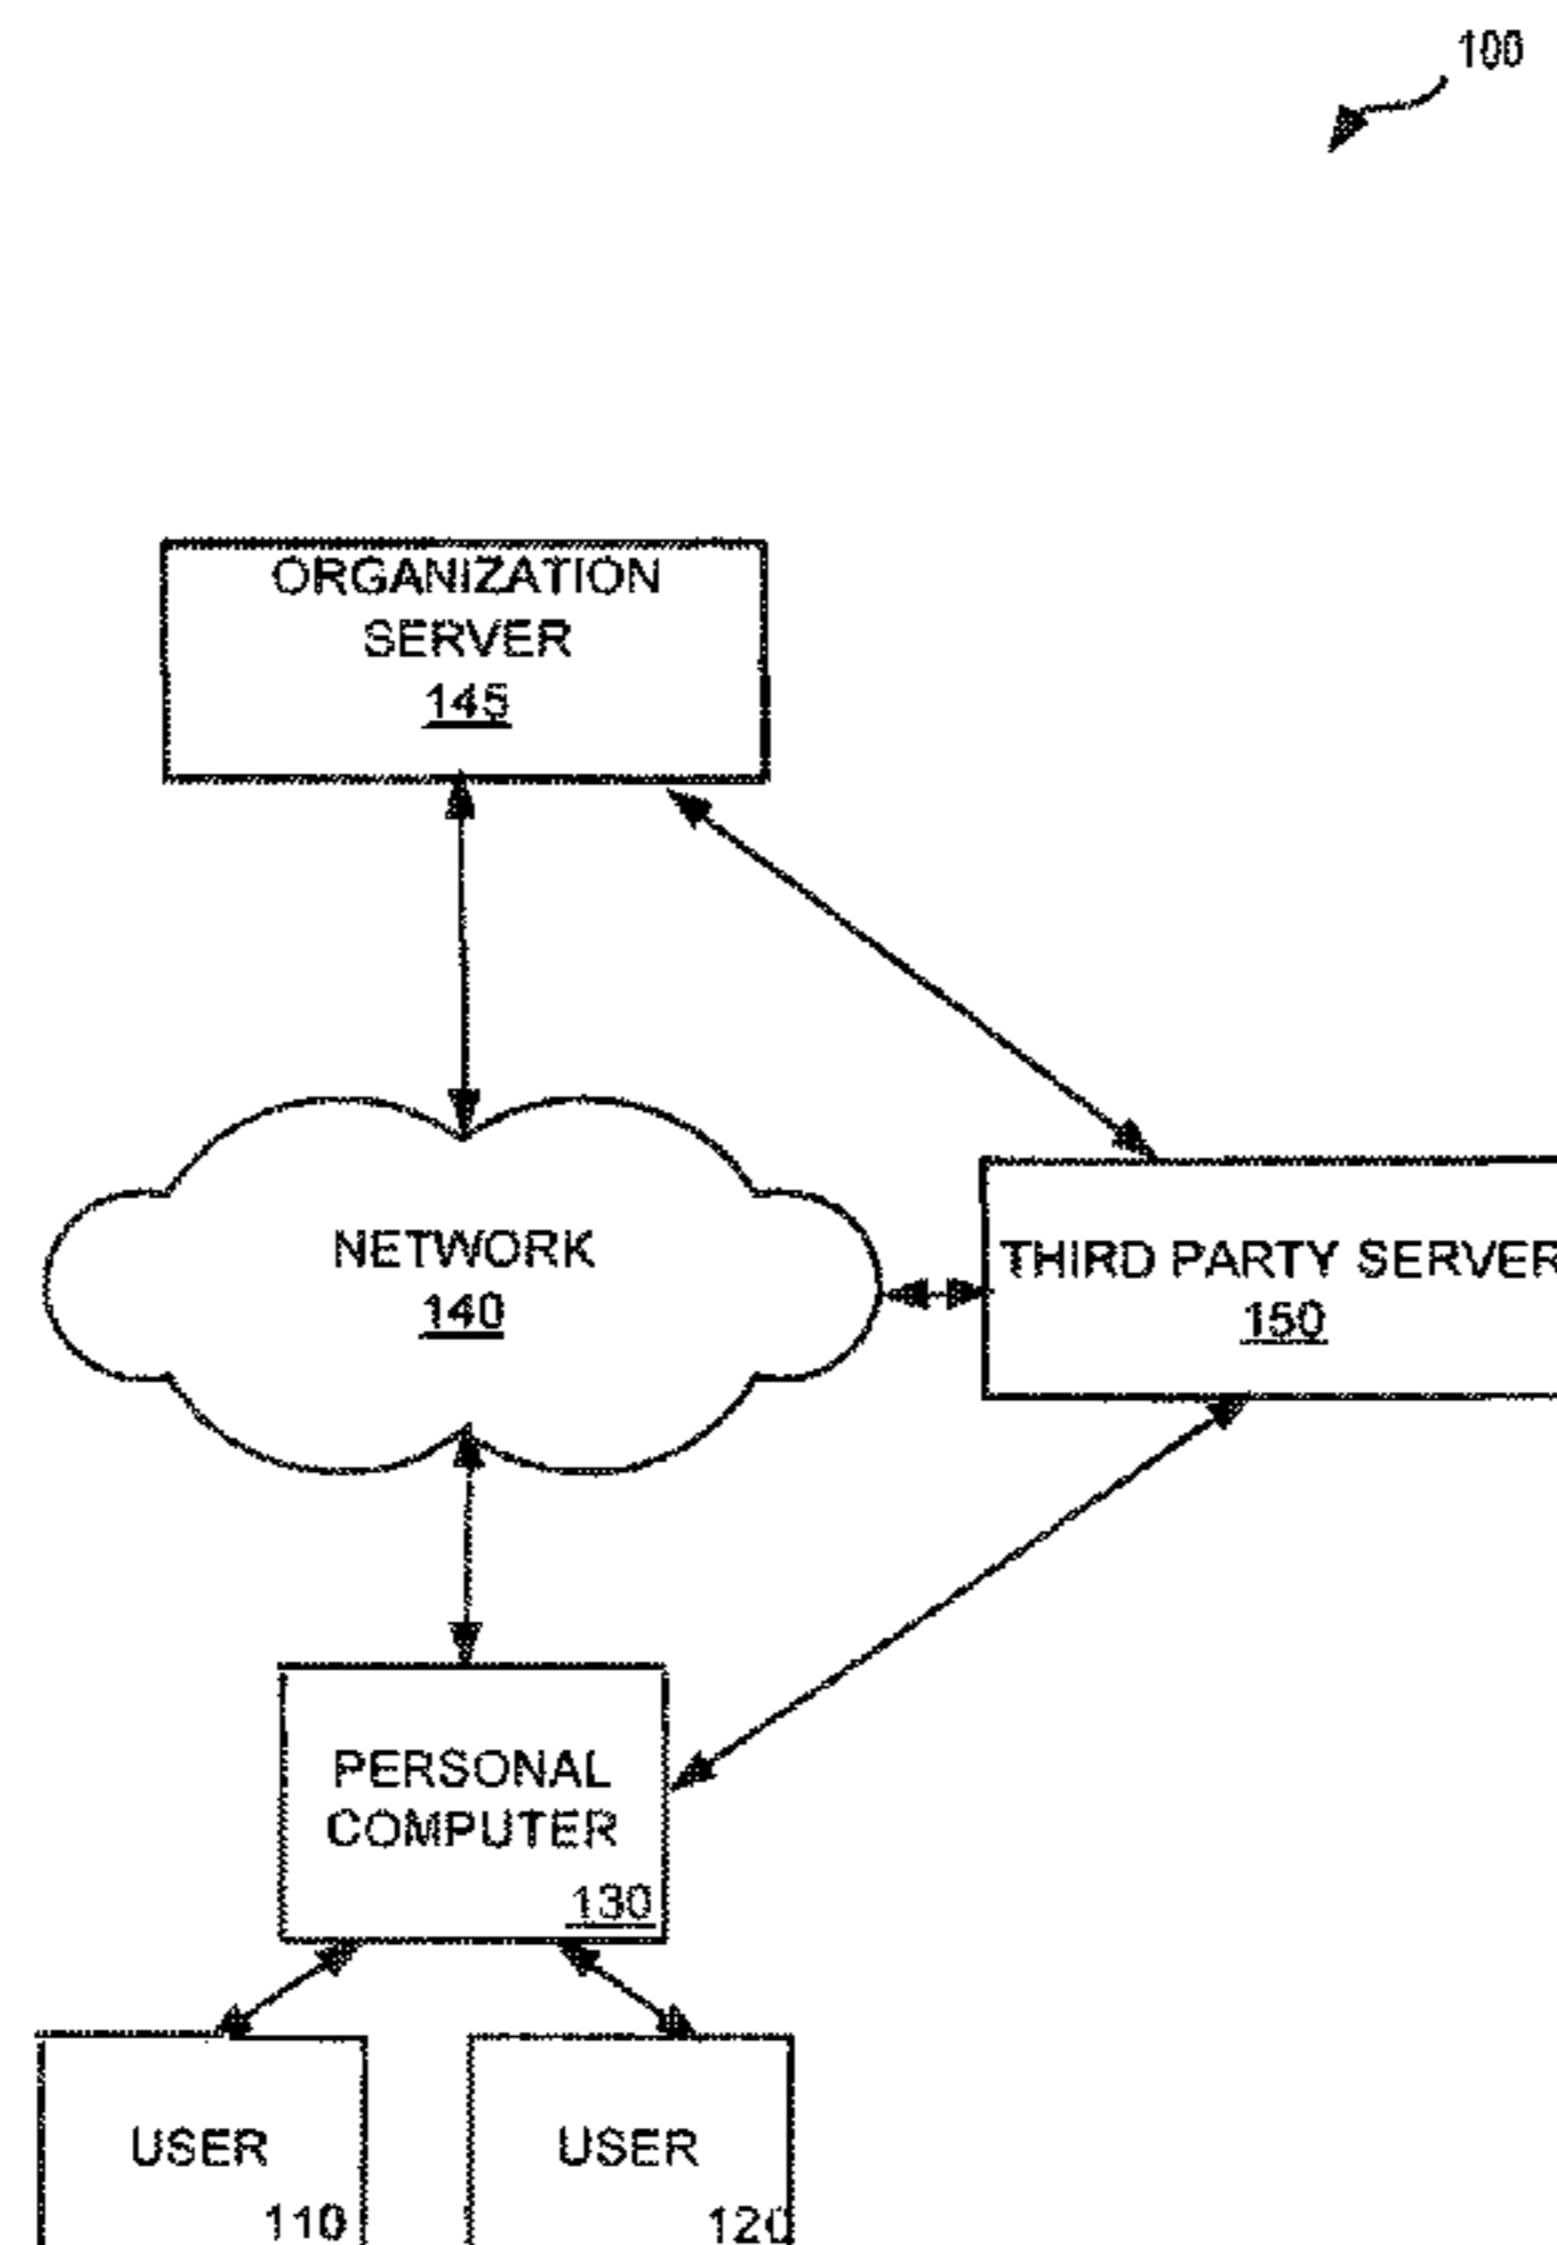 100
ORGANIZATION
SERVER
145
NETWORK
140
THIRD PARTY SERVER
150
PERSONAL
COMPUTER
130
USER
110
USER
120